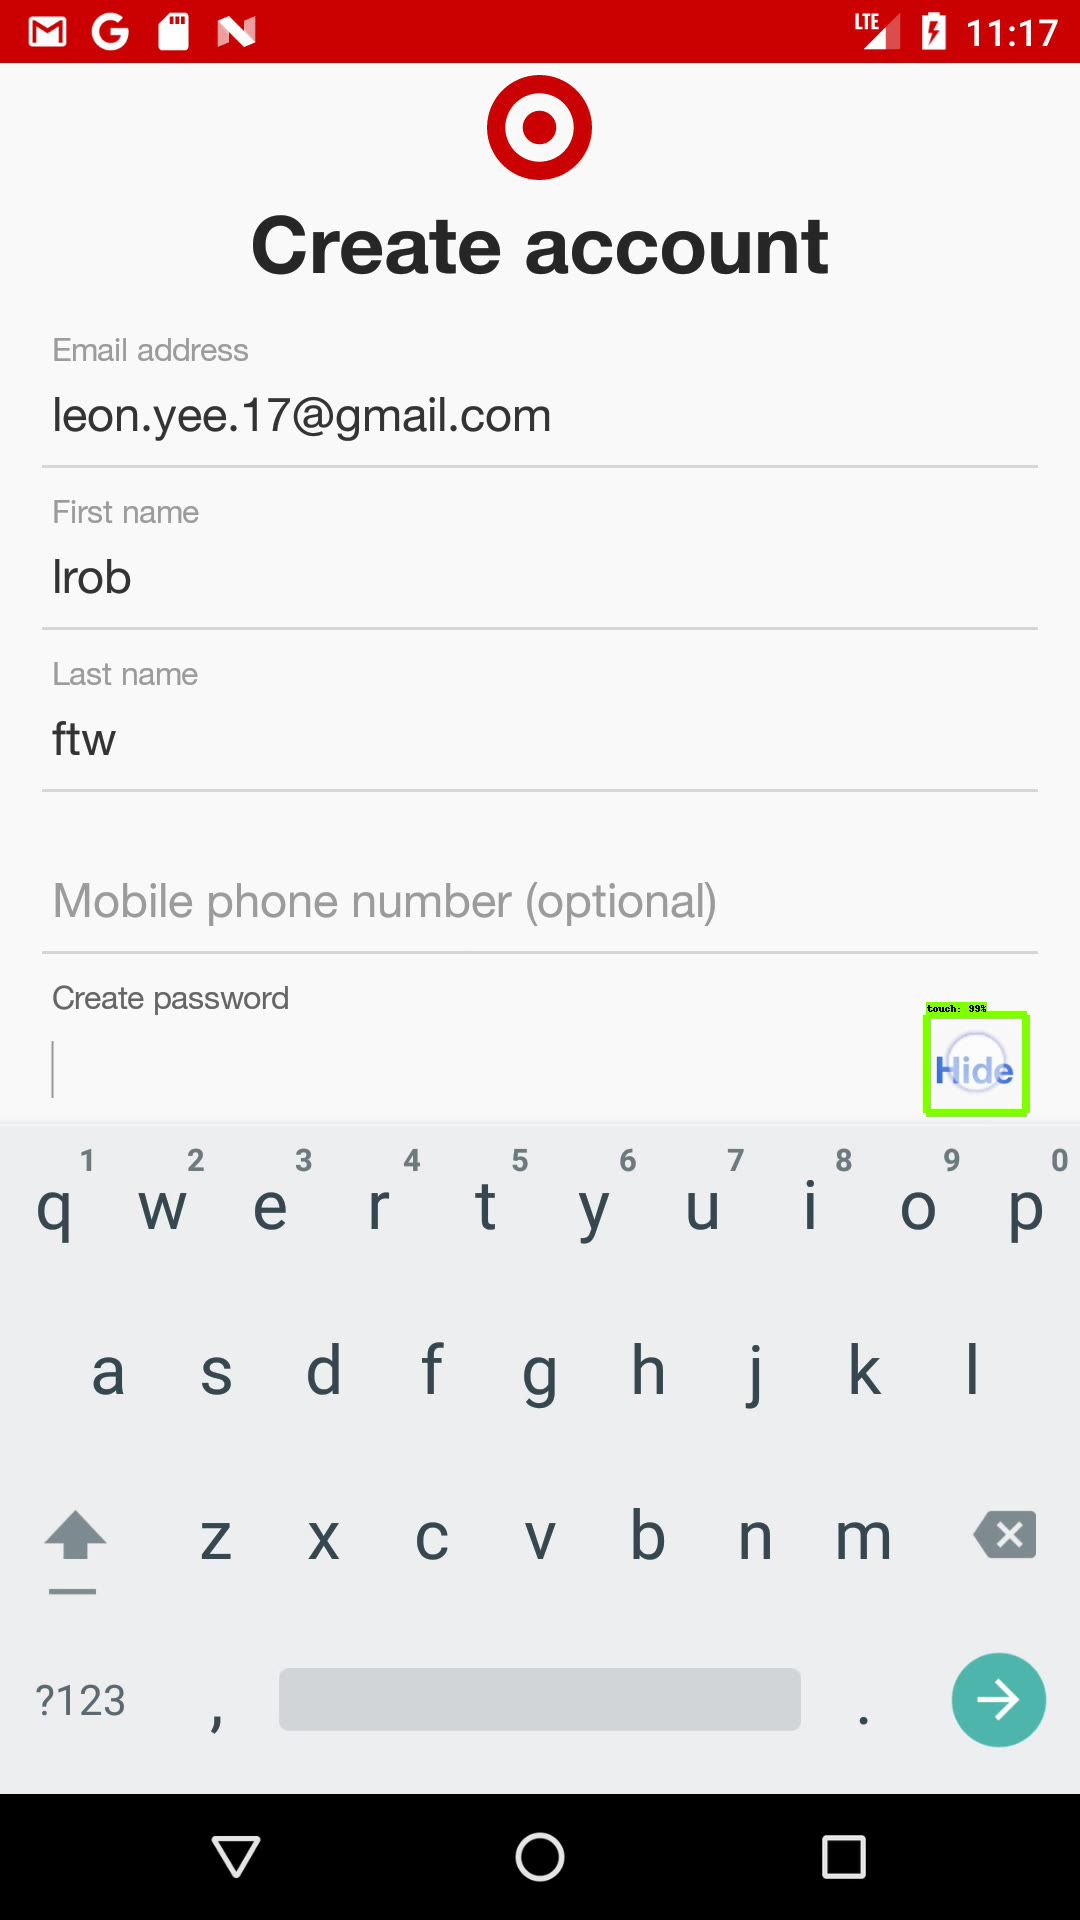 LTE 11:17
Create account
Email address
leon.yee.17@gmail.com
First name
lrob
Last name
ftw
Mobile phone number (optional)
Create password
touch: 99%
Hide
1 2 3 4 5 6 7 8 9 0
q w e r t y u i o p
a s d f g h j k l
z x c v b n m
?123 , .